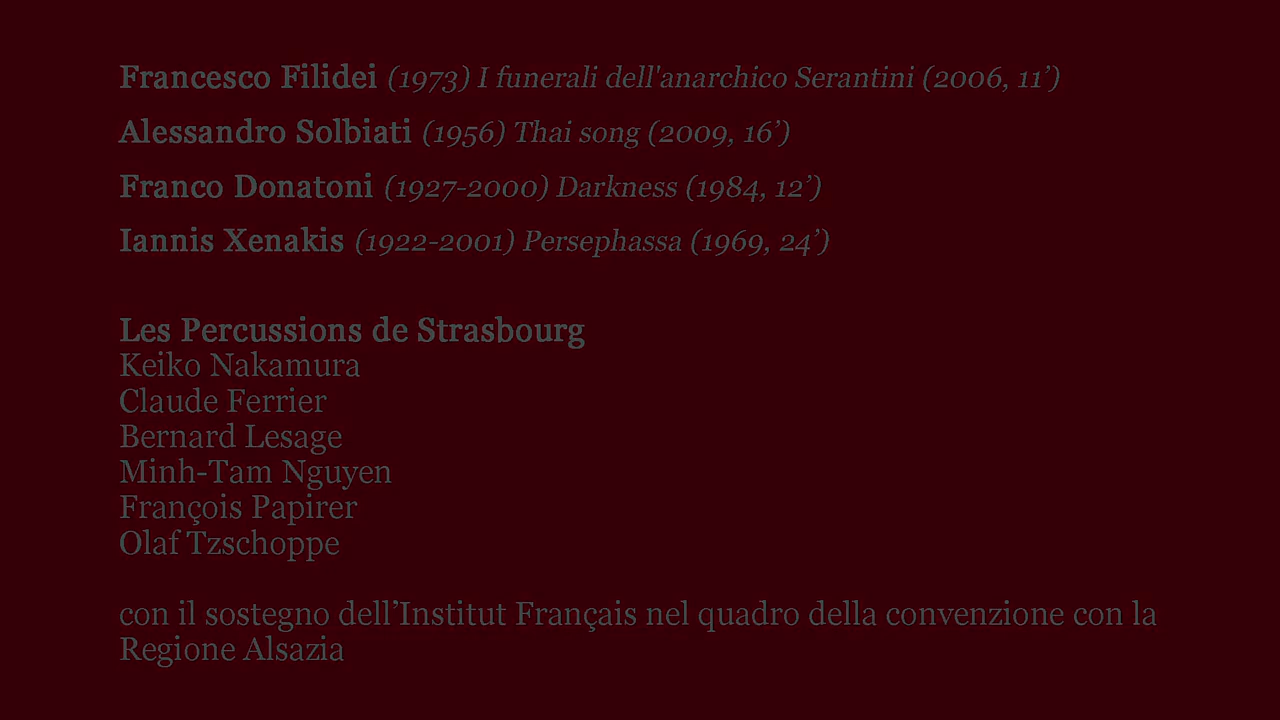 Francesco Filidei (1973) I funerali dell'anarchico Serantini (2006, 11’)
Alessandro Solbiati (1956) Thai song (2009, 16’)
Franco Donatoni (1927-2000) Darkness (1984, 12’)
Iannis Xenakis (1922-2001) Persephassa (1969, 24’)
Les Percussions de Strasbourg
Keiko Nakamura
Claude Ferrier
Bernard Lesage
Minh-Tam Nguyen
François Papirer
Olaf Tzschoppe
con il sostegno dell’Institut Français nel quadro della convenzione con la
Regione Alsazia